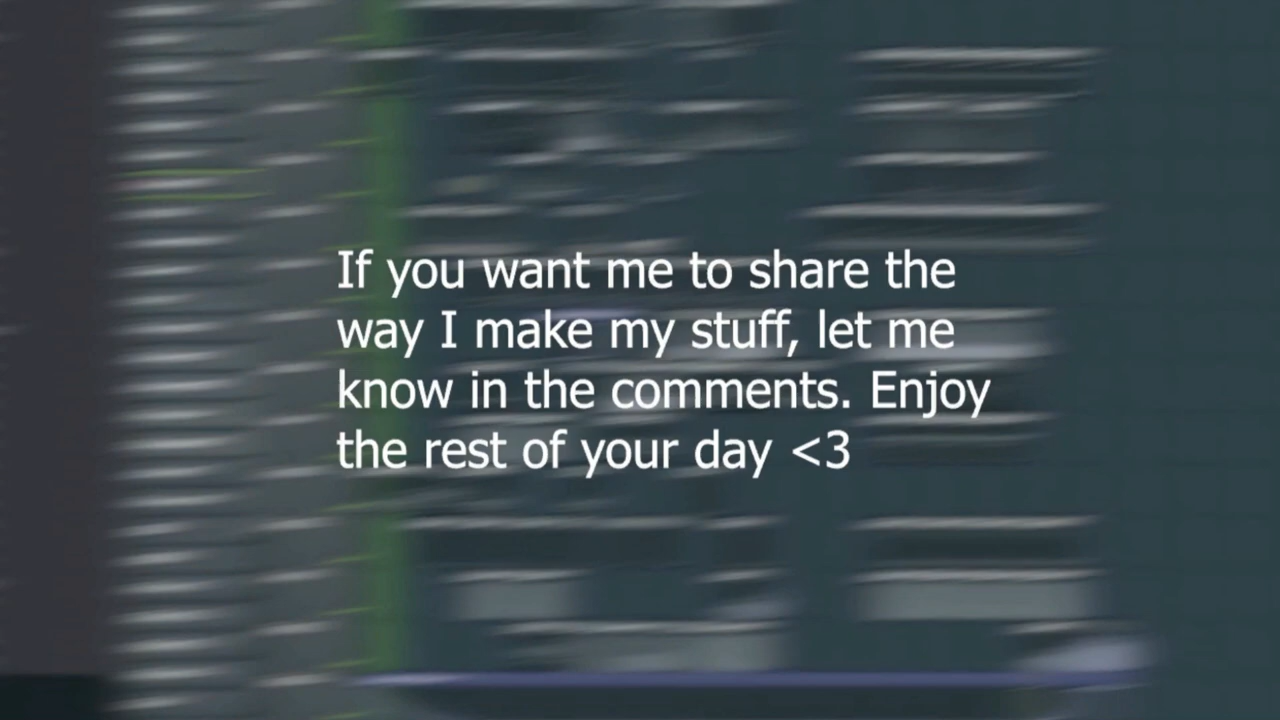 If you want me to share the
way I make my stuff, let me
know in the comments. Enjoy
the rest of your day <3